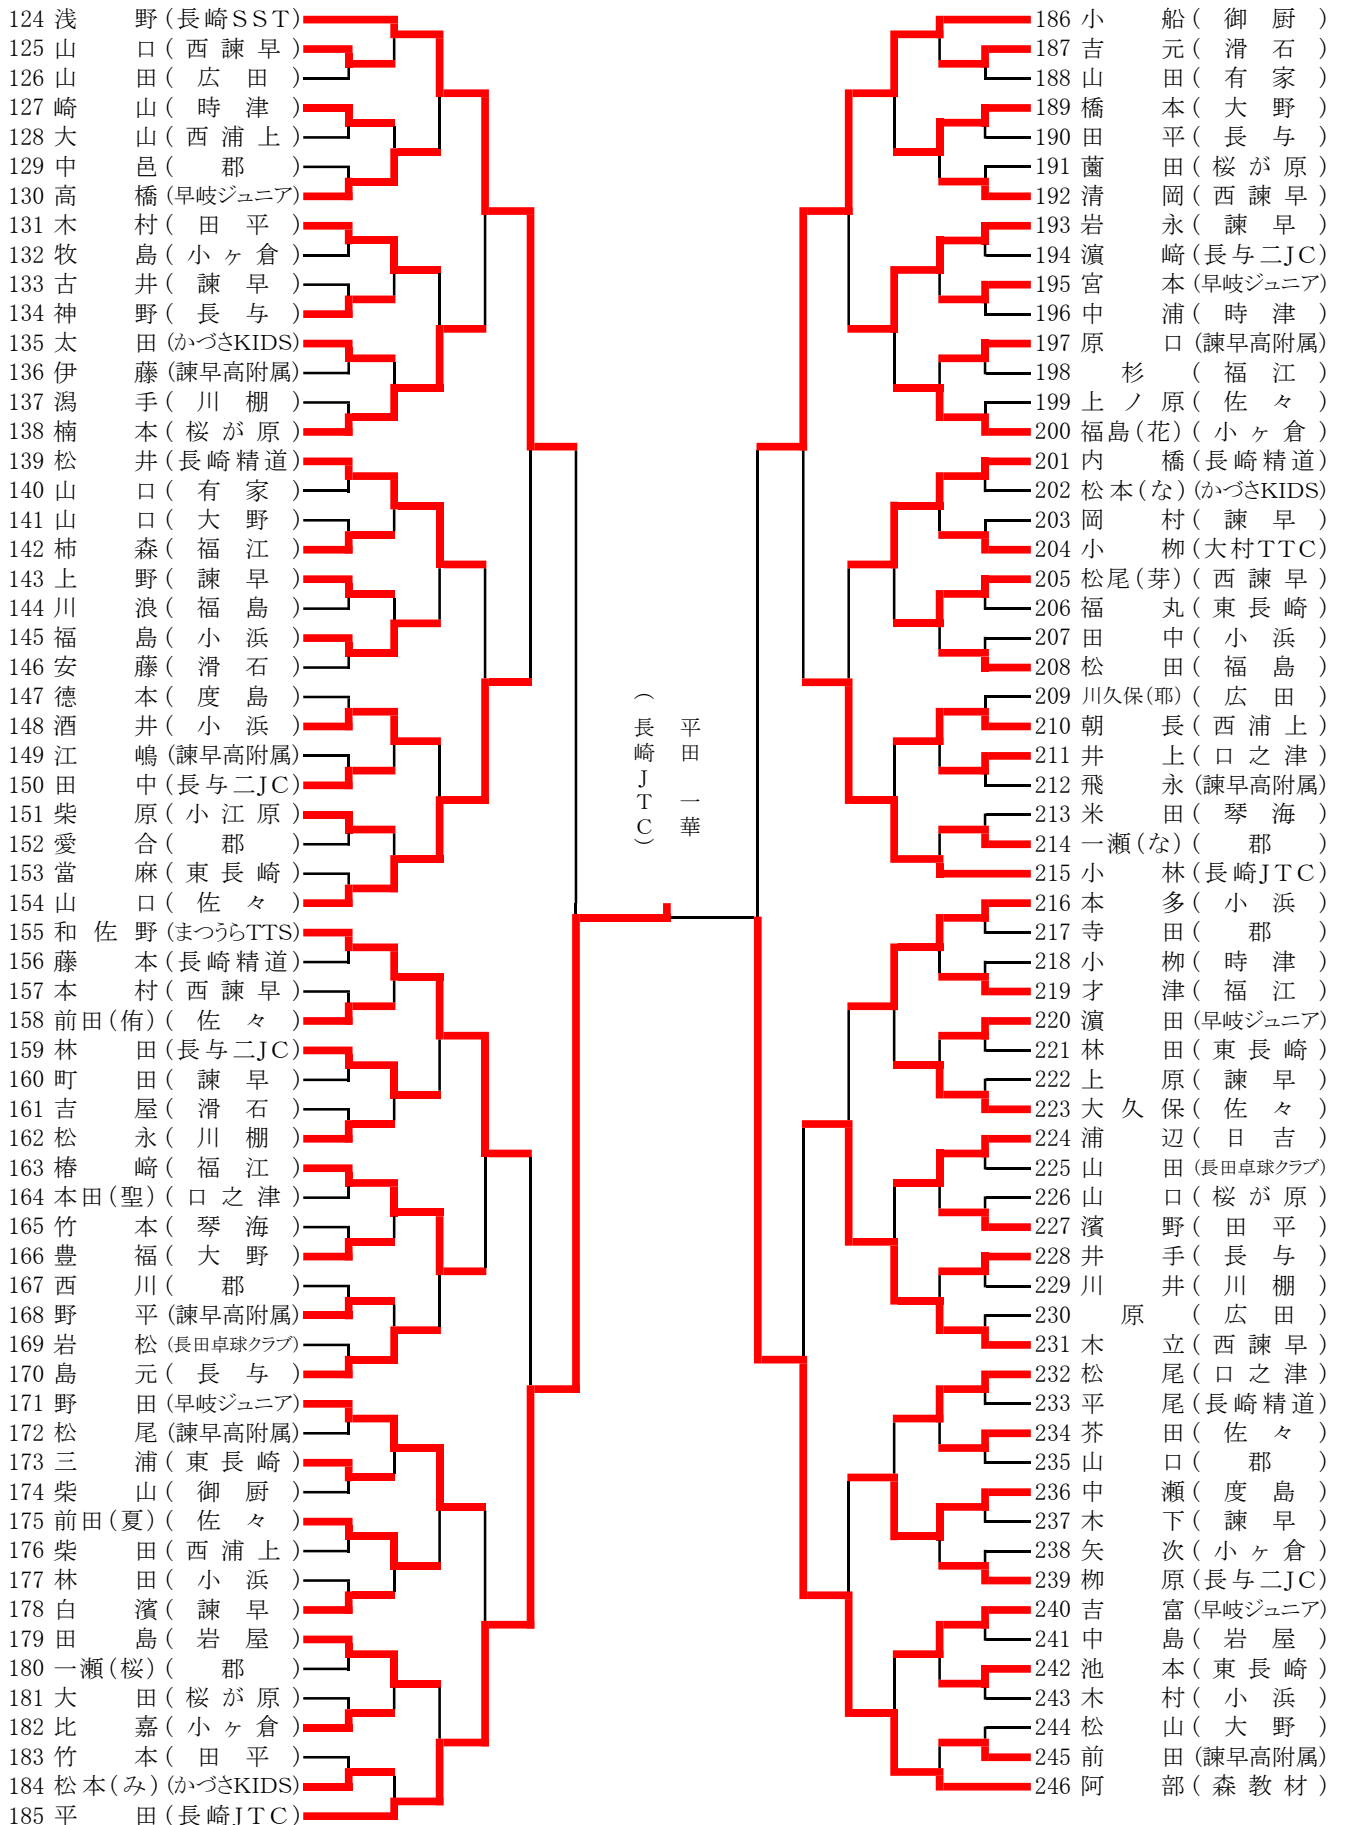 124 浅野(長崎SST)
125 山口(西諫早)
126 山田(広田)
127 崎山(時津)
128 大山(西浦上)
129 中邑(郡)
130 高橋(早岐ジュニア)
131 木村(田平)
132 牧島(小ヶ倉)
133 古井(諫早)
134 神野(長与)
135 太田(かづさKIDS)
136 伊藤(諫早高附属)
137 潟手(川棚)
138 楠本(桜が原)
139 松井(長崎精道)
140 山口(有家)
141 山口(大野)
142 柿森(福江)
143 上野(諫早)
144 川浪(福島)
145 福島(小浜)
146 安藤(滑石)
147 德本(度島)
148 酒井(小浜)
149 江嶋(諫早高附属)
150 田中(長与二JC)
151 柴原(小江原)
152 愛合(郡)
153 當麻(東長崎)
154 山口(佐々)
155 和佐野(まつうらTTS)
156 藤本(長崎精道)
157 本村(西諫早)
158 前田(侑)(佐々)
159 林田(長与二JC)
160 町田(諫早)
161 吉屋(滑石)
162 松永(川棚)
163 椿﨑(福江)
164 本田(聖)(口之津)
165 竹本(琴海)
166 豊福(大野)
167 西川(郡)
168 野平(諫早高附属)
169 岩松(長田卓球クラブ)
170 島元(長与)
171 野田(早岐ジュニア)
172 松尾(諫早高附属)
173 三浦(東長崎)
174 柴山(御厨)
175 前田(夏)(佐々)
176 柴田(西浦上)
177 林田(小浜)
178 白濱(諫早)
179 田島(岩屋)
180 一瀬(桜)(郡)
181 大田(桜が原)
182 比嘉(小ヶ倉)
183 竹本(田平)
184 松本(み)(かづさKIDS)
185 平田(長崎JTC)
平田 一華
(長崎JTC)
186 小船(御厨)
187 吉元(滑石)
188 山田(有家)
189 橋本(大野)
190 田平(長与)
191 薗田(桜が原)
192 清岡(西諫早)
193 岩永(諫早)
194 濵﨑(長与二JC)
195 宮本(早岐ジュニア)
196 中浦(時津)
197 原口(諫早高附属)
198 杉(福江)
199 上ノ原(佐々)
200 福島(花)(小ヶ倉)
201 内橋(長崎精道)
202 松本(な)(かづさKIDS)
203 岡村(諫早)
204 小栁(大村TTC)
205 松尾(芽)(西諫早)
206 福丸(東長崎)
207 田中(小浜)
208 松田(福島)
209 川久保(耶)(広田)
210 朝長(西浦上)
211 井上(口之津)
212 飛永(諫早高附属)
213 米田(琴海)
214 一瀬(な)(郡)
215 小林(長崎JTC)
216 本多(小浜)
217 寺田(郡)
218 小栁(時津)
219 才津(福江)
220 濵田(早岐ジュニア)
221 林田(東長崎)
222 上原(諫早)
223 大久保(佐々)
224 浦辺(日吉)
225 山田(長田卓球クラブ)
226 山口(桜が原)
227 濱野(田平)
228 井手(長与)
229 川井(川棚)
230 原(広田)
231 木立(西諫早)
232 松尾(口之津)
233 平尾(長崎精道)
234 芥田(佐々)
235 山口(郡)
236 中瀬(度島)
237 木下(諫早)
238 矢次(小ヶ倉)
239 栁原(長与二JC)
240 吉富(早岐ジュニア)
241 中島(岩屋)
242 池本(東長崎)
243 木村(小浜)
244 松山(大野)
245 前田(諫早高附属)
246 阿部(森教材)